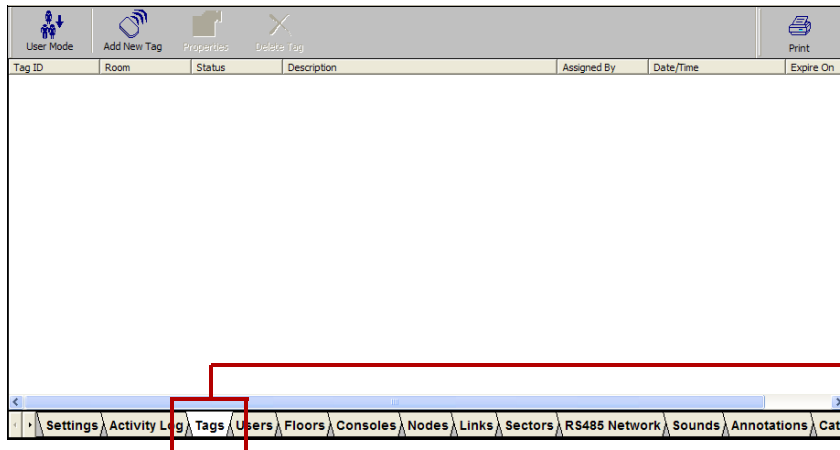 User Mode Add New Tag Properties Delete Tag Print
Tag ID Room Status Description Assigned By Date/Time Expire On
Settings Activity Log Tags Users Floors Consoles Nodes Links Sectors RS485 Network Sounds Annotations Cat